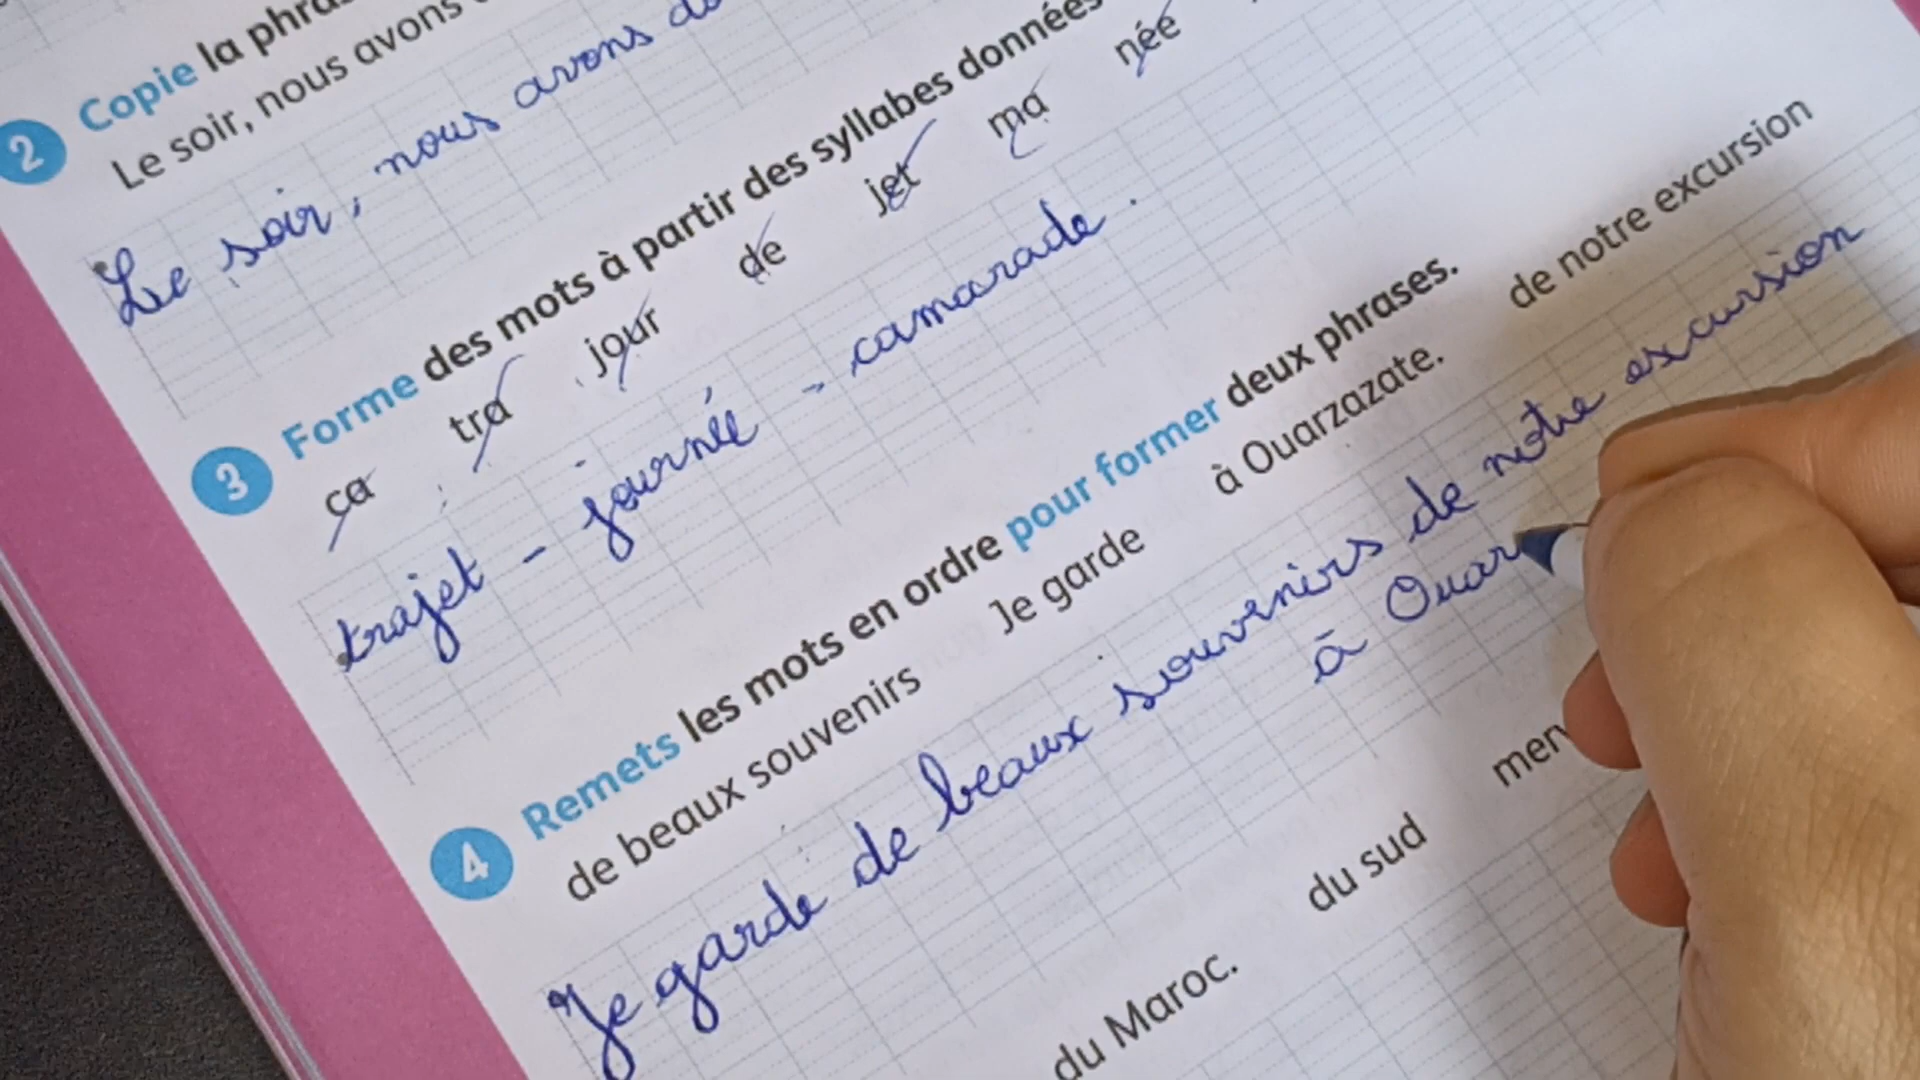 2 Copie la phra
Le soir, nous avons
Le soir, nous avons
3 Forme des mots à partir des syllabes données
ca tra jour de jet ma née
trajet - journée - camarade.
4 Remets les mots en ordre pour former deux phrases.
de beaux souvenirs Je garde à Ouarzazate. de notre excursion
Je garde de beaux souvenirs de notre excursion
à Ouar
du Maroc. du sud